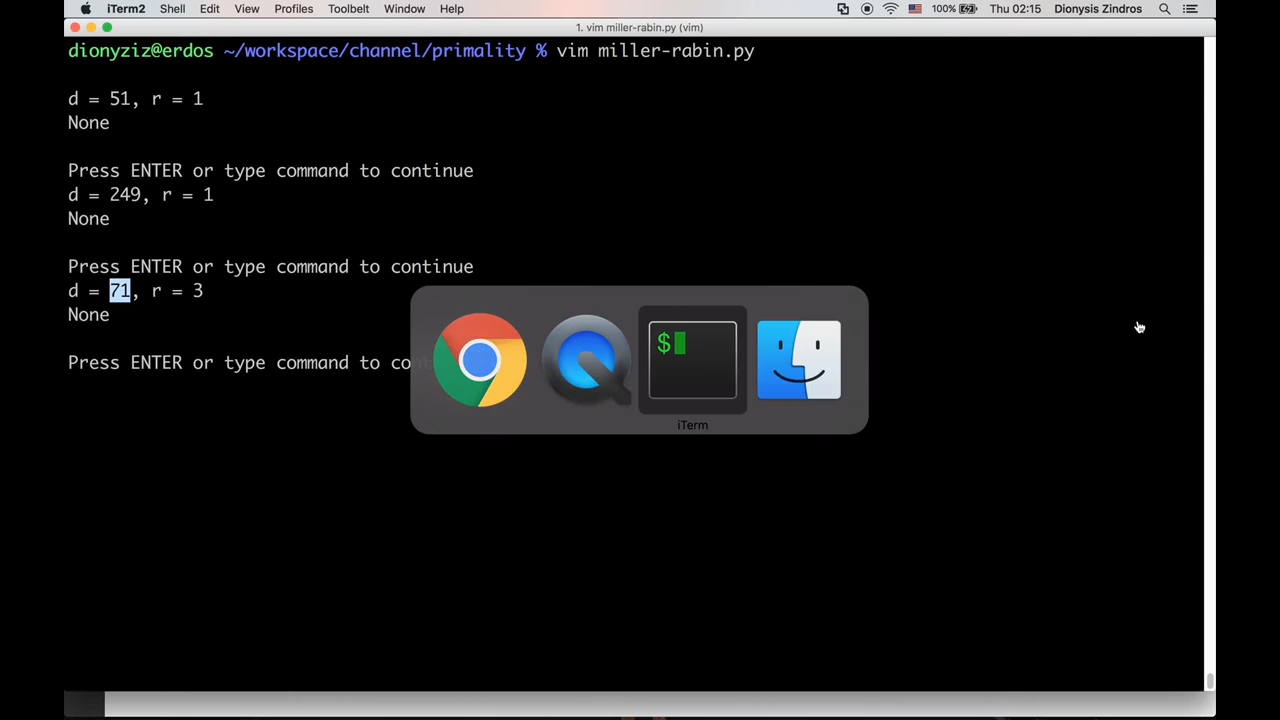 iTerm2 Shell Edit View Profiles Toolbelt Window Help 100% Thu 02:15 Dionysis Zindros
1. vim miller-rabin.py (vim)
dionyziz@erdos ~/workspace/channel/primality % vim miller-rabin.py
d = 51, r = 1
None
Press ENTER or type command to continue
d = 249, r = 1
None
Press ENTER or type command to continue
d = 71, r = 3
None
Press ENTER or type command to cont
$
iTerm